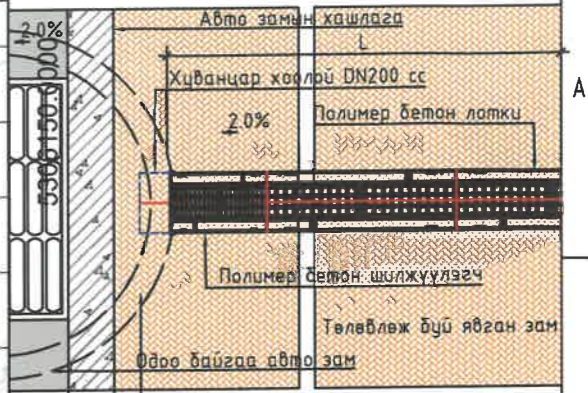 Авто замын хашлага
2.0%
L
Хуванцар хоолой DN200 сс
А
2.0%
Полимер бетон лотки
Полимер бетон шилжүүлэгч
Төлөвлөж буй явган зам
Одоо байгаа авто зам